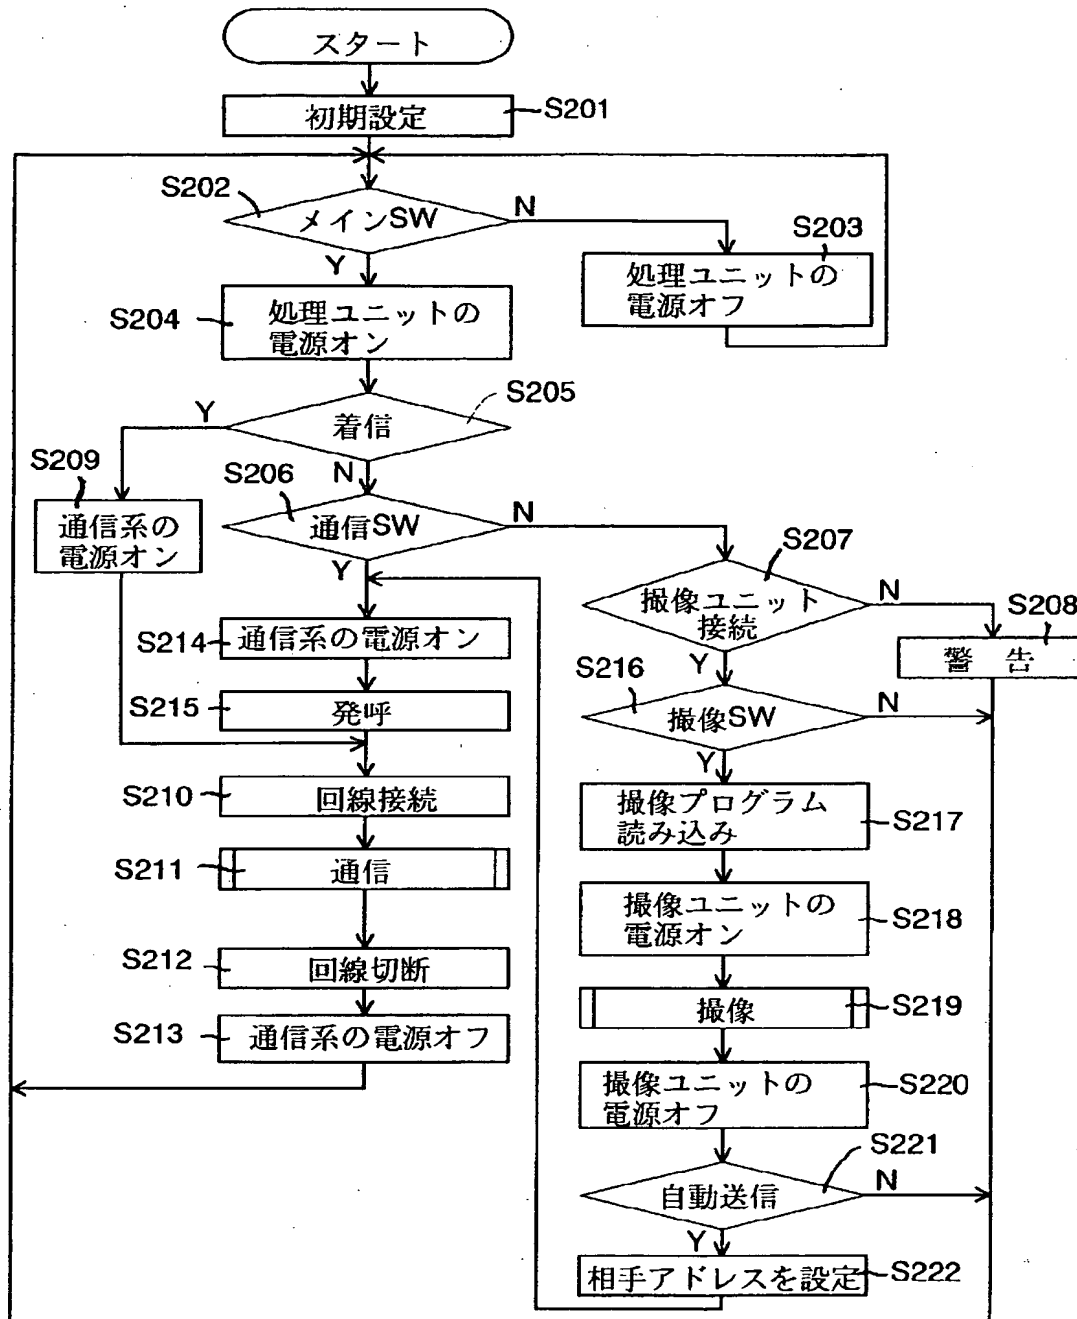 スタート
初期設定
S201
S202
メインSW
N
Y
S203
処理ユニットの
電源オフ
S204
処理ユニットの
電源オン
S205
着信
Y
N
S209
通信系の
電源オン
S206
通信SW
N
Y
S207
撮像ユニット
接続
N
Y
S208
警 告
S214
通信系の電源オン
S216
撮像SW
N
Y
S215
発呼
S210
回線接続
S217
撮像プログラム
読み込み
S211
通信
S218
撮像ユニットの
電源オン
S212
回線切断
S219
撮像
S213
通信系の電源オフ
S220
撮像ユニットの
電源オフ
S221
自動送信
N
Y
相手アドレスを設定
S222